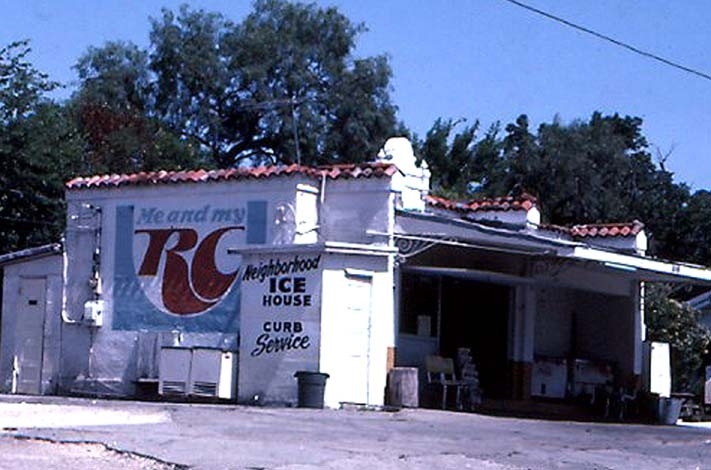 Me and my
RC
Neighborhood
ICE
HOUSE
CURB
Service